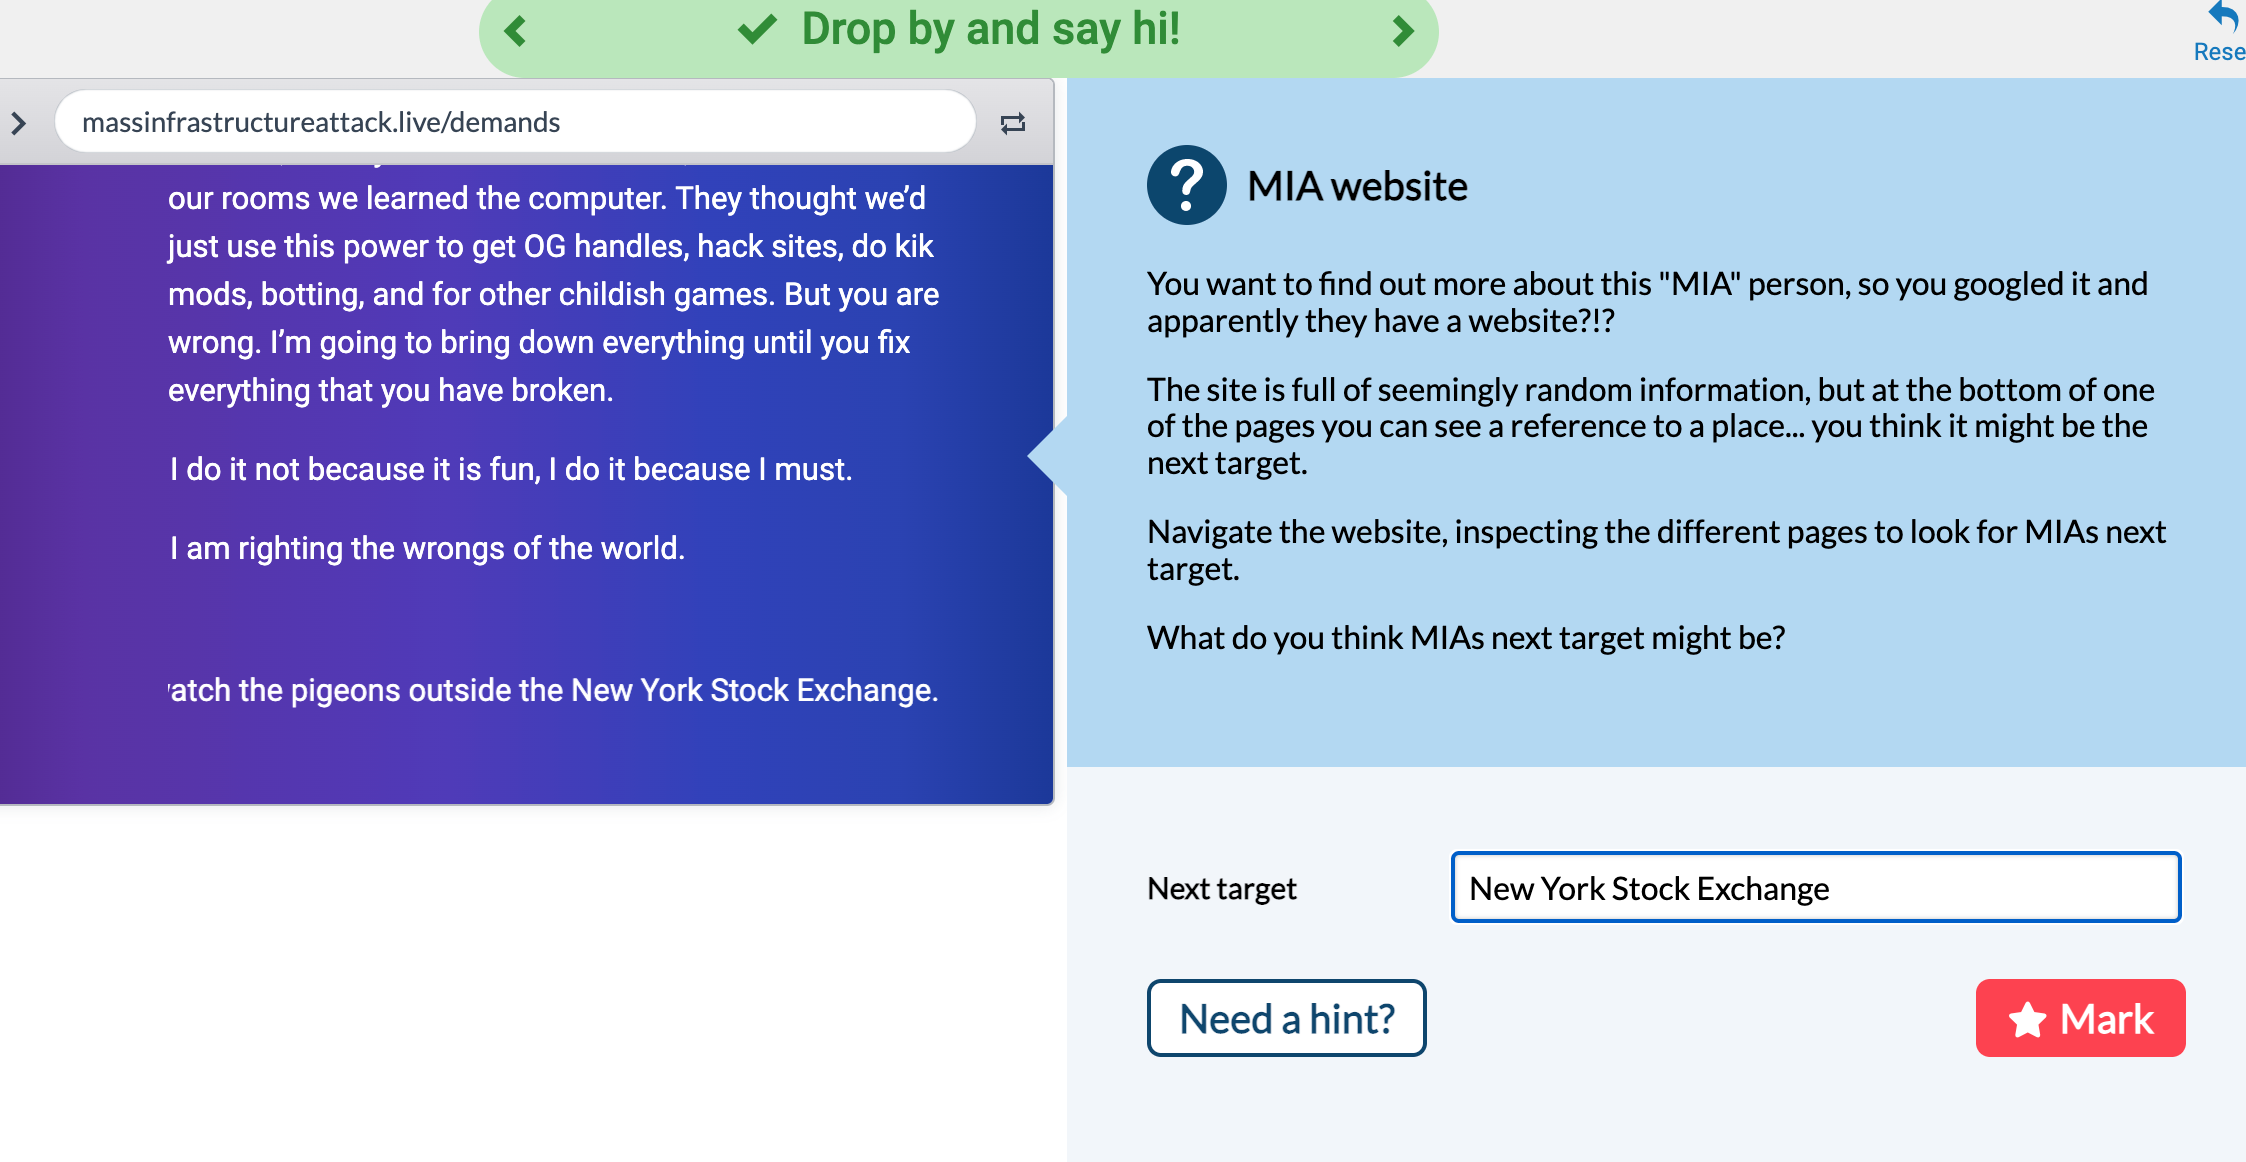 Drop by and say hi!
Rese
massinfrastructureattack.live/demands
our rooms we learned the computer. They thought we’d
just use this power to get OG handles, hack sites, do kik
mods, botting, and for other childish games. But you are
wrong. I’m going to bring down everything until you fix
everything that you have broken.
I do it not because it is fun, I do it because I must.
I am righting the wrongs of the world.
atch the pigeons outside the New York Stock Exchange.
MIA website
You want to find out more about this "MIA" person, so you googled it and
apparently they have a website?!?
The site is full of seemingly random information, but at the bottom of one
of the pages you can see a reference to a place... you think it might be the
next target.
Navigate the website, inspecting the different pages to look for MIAs next
target.
What do you think MIAs next target might be?
Next target
New York Stock Exchange
Need a hint?
Mark